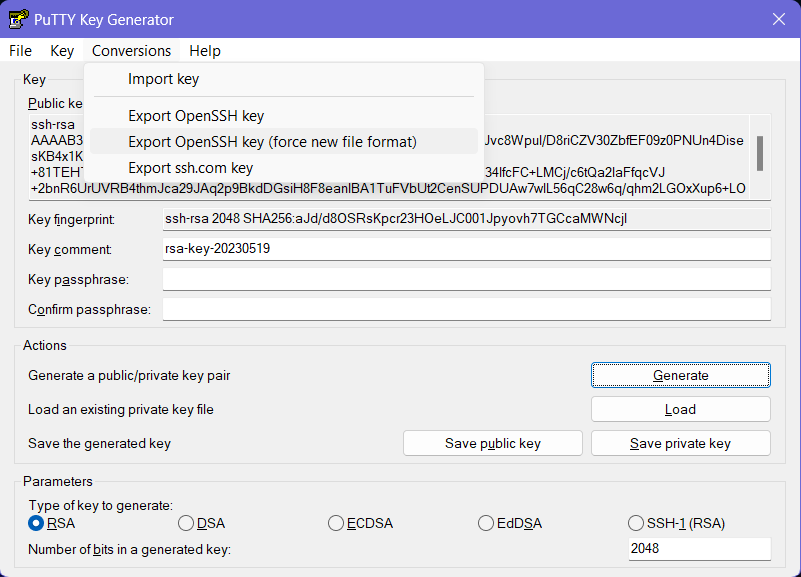 PuTTY Key Generator
File Key Conversions Help
Import key
Export OpenSSH key
Export OpenSSH key (force new file format)
Export ssh.com key
Key
Public ke
ssh-rsa
AAAAB3 Jvc8Wpul/D8riCZV30ZbfEF09z0PNUn4Dise
sKB4x1K
+81TEH 34lfcFC+LMCj/c6tQa2laFfqcVJ
+2bnR6UrUVRB4thmJca29JAq2p9BkdDGsiH8F8eanlBA1TuFVbUt2CenSUPDUAw7wlL56qC28w6q/qhm2LGOxXup6+LO
Key fingerprint: ssh-rsa 2048 SHA256:aJd/d8OSRsKpcr23HOeLJC001Jpyovh7TGCcaMWNcjI
Key comment: rsa-key-20230519
Key passphrase:
Confirm passphrase:
Actions
Generate a public/private key pair Generate
Load an existing private key file Load
Save the generated key Save public key Save private key
Parameters
Type of key to generate:
RSA DSA ECDSA EdDSA SSH-1 (RSA)
Number of bits in a generated key: 2048